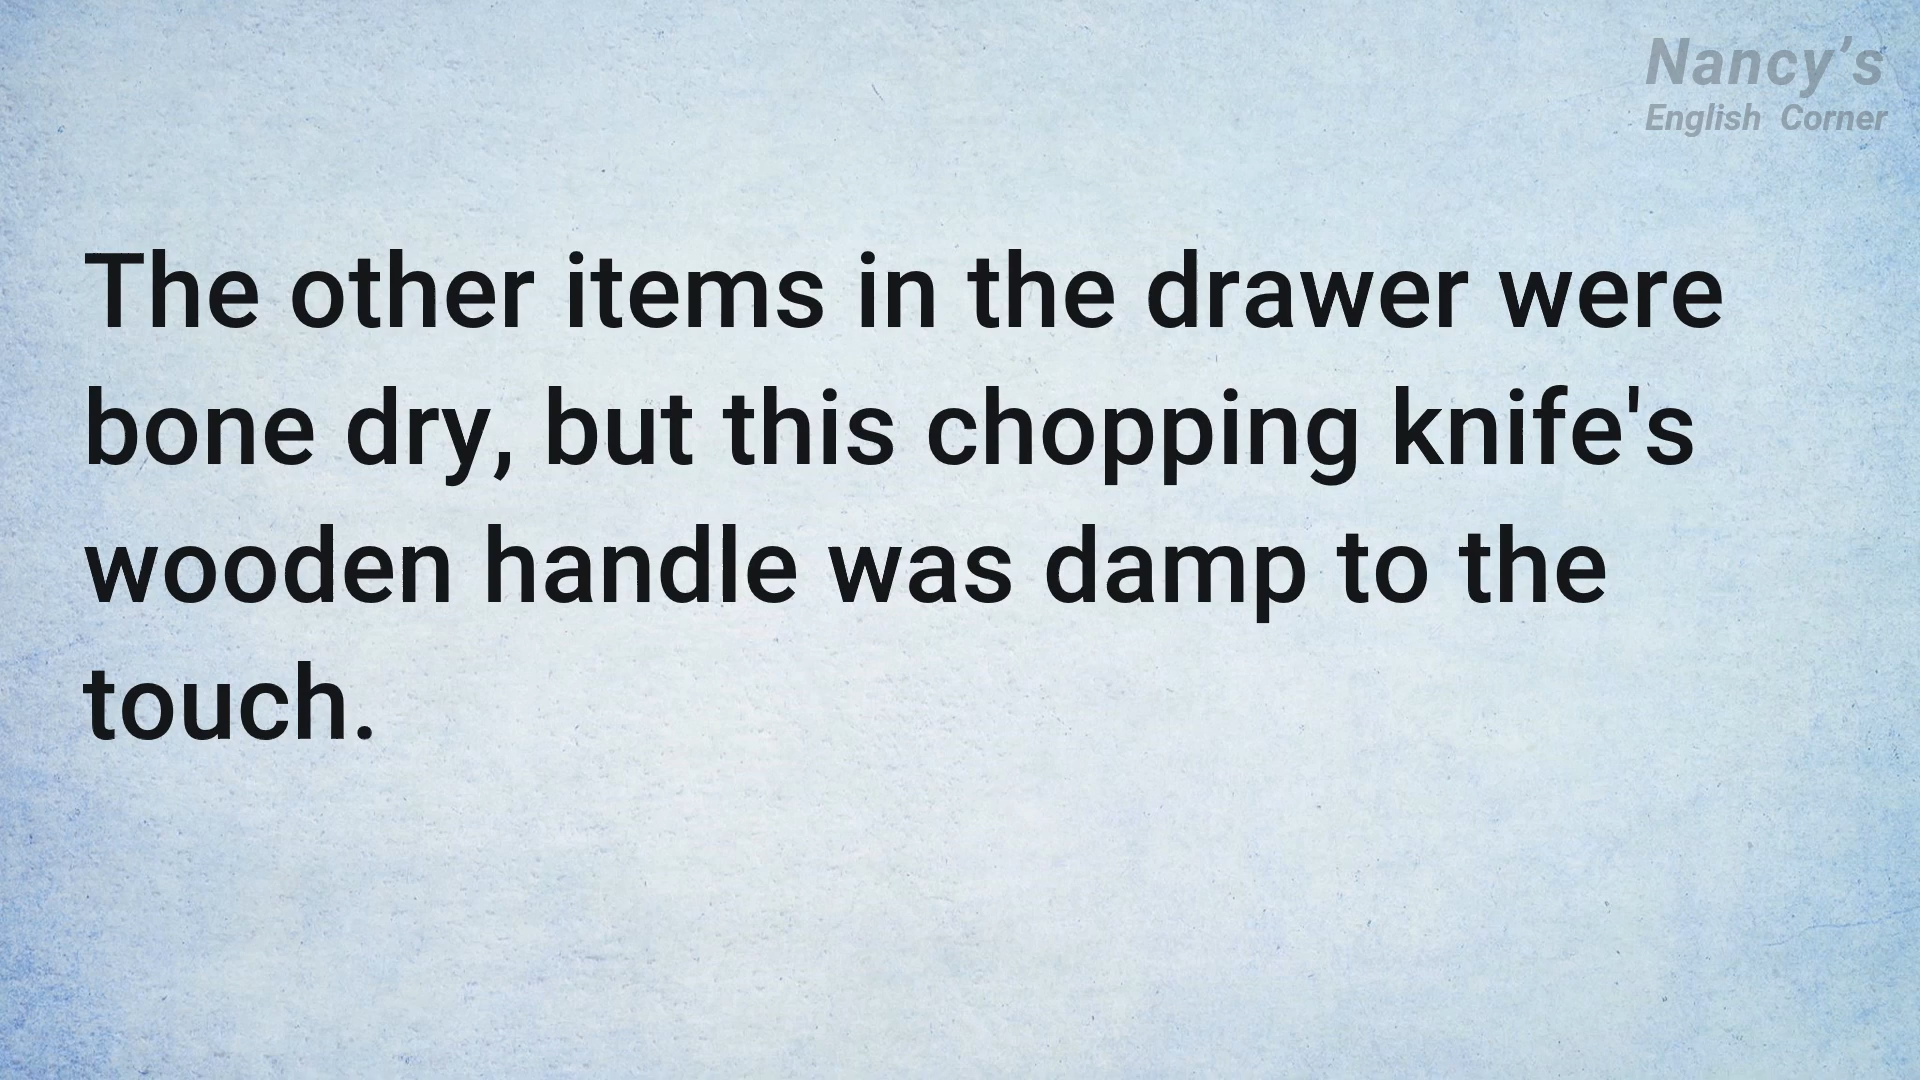 Nancy’s
English Corner
The other items in the drawer were
bone dry, but this chopping knife's
wooden handle was damp to the
touch.